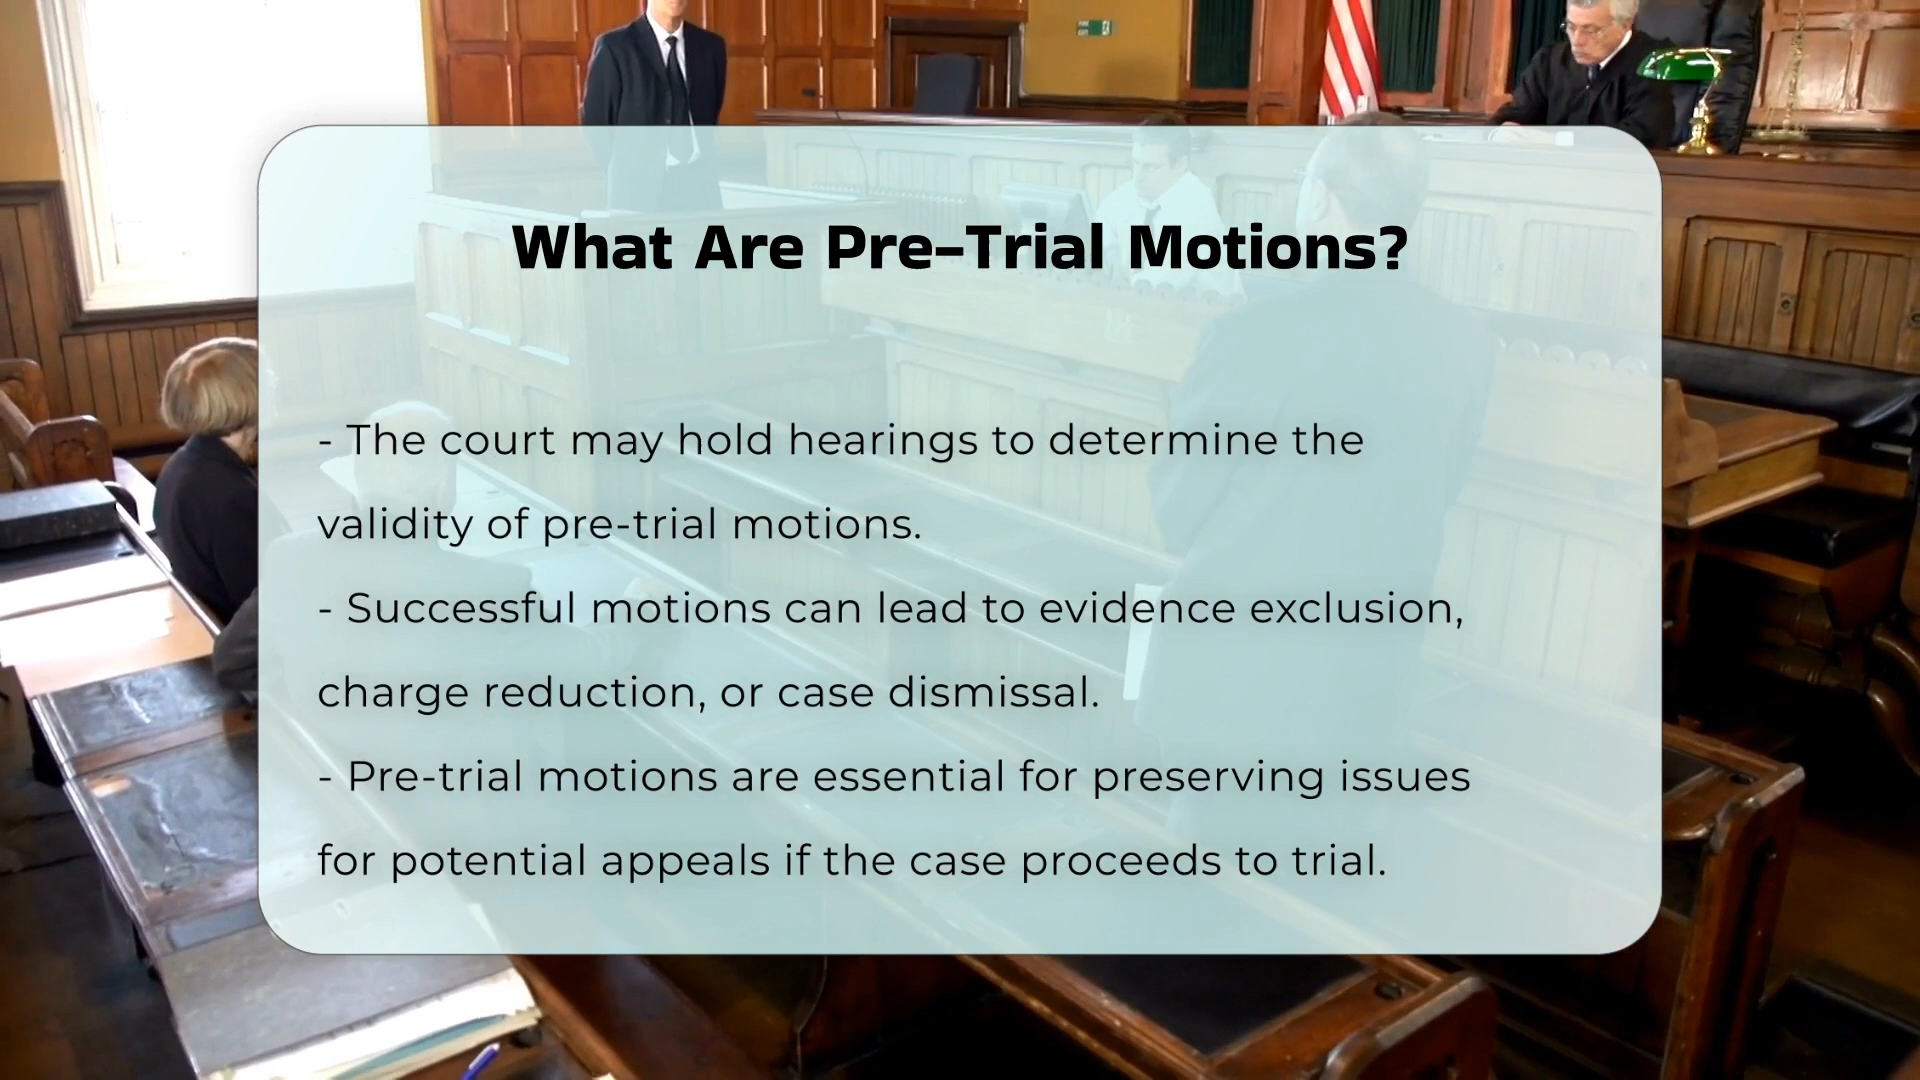 What Are Pre-Trial Motions?
- The court may hold hearings to determine the
validity of pre-trial motions.
- Successful motions can lead to evidence exclusion,
charge reduction, or case dismissal.
- Pre-trial motions are essential for preserving issues
for potential appeals if the case proceeds to trial.